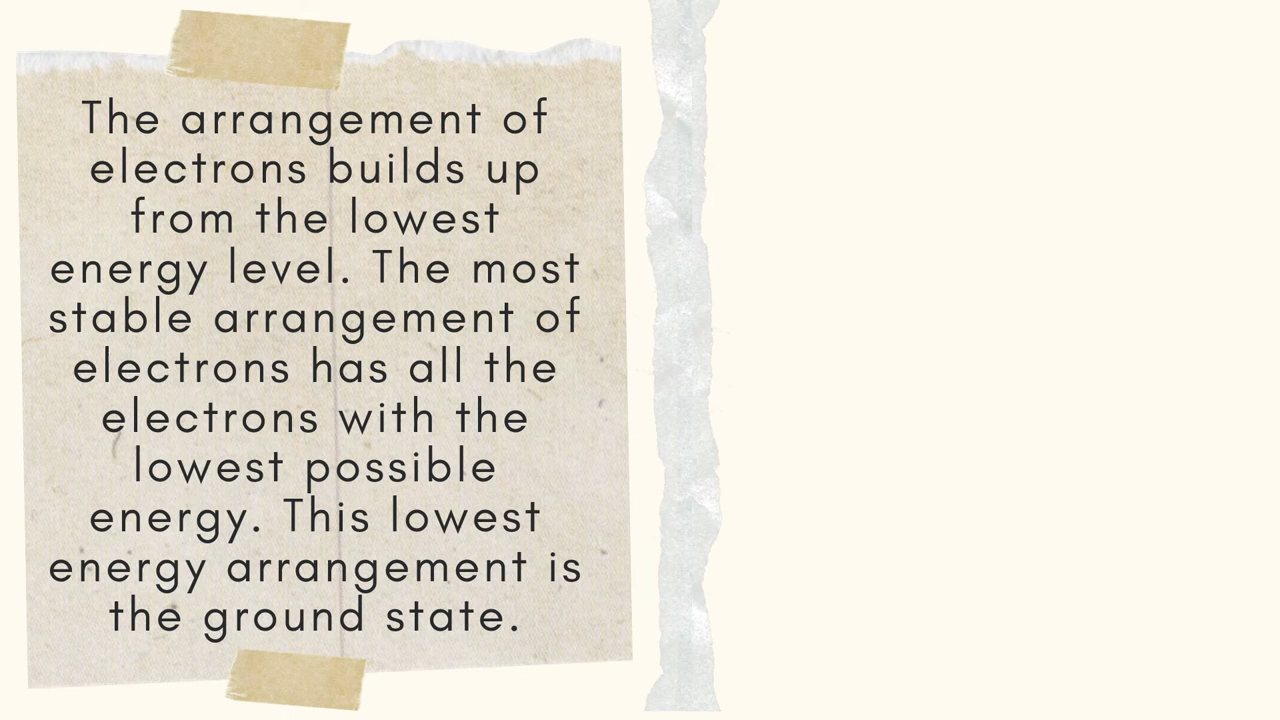 The arrangement of
electrons builds up
from the lowest
energy level. The most
stable arrangement of
electrons has all the
electrons with the
lowest possible
energy. This lowest
energy arrangement is
the ground state.